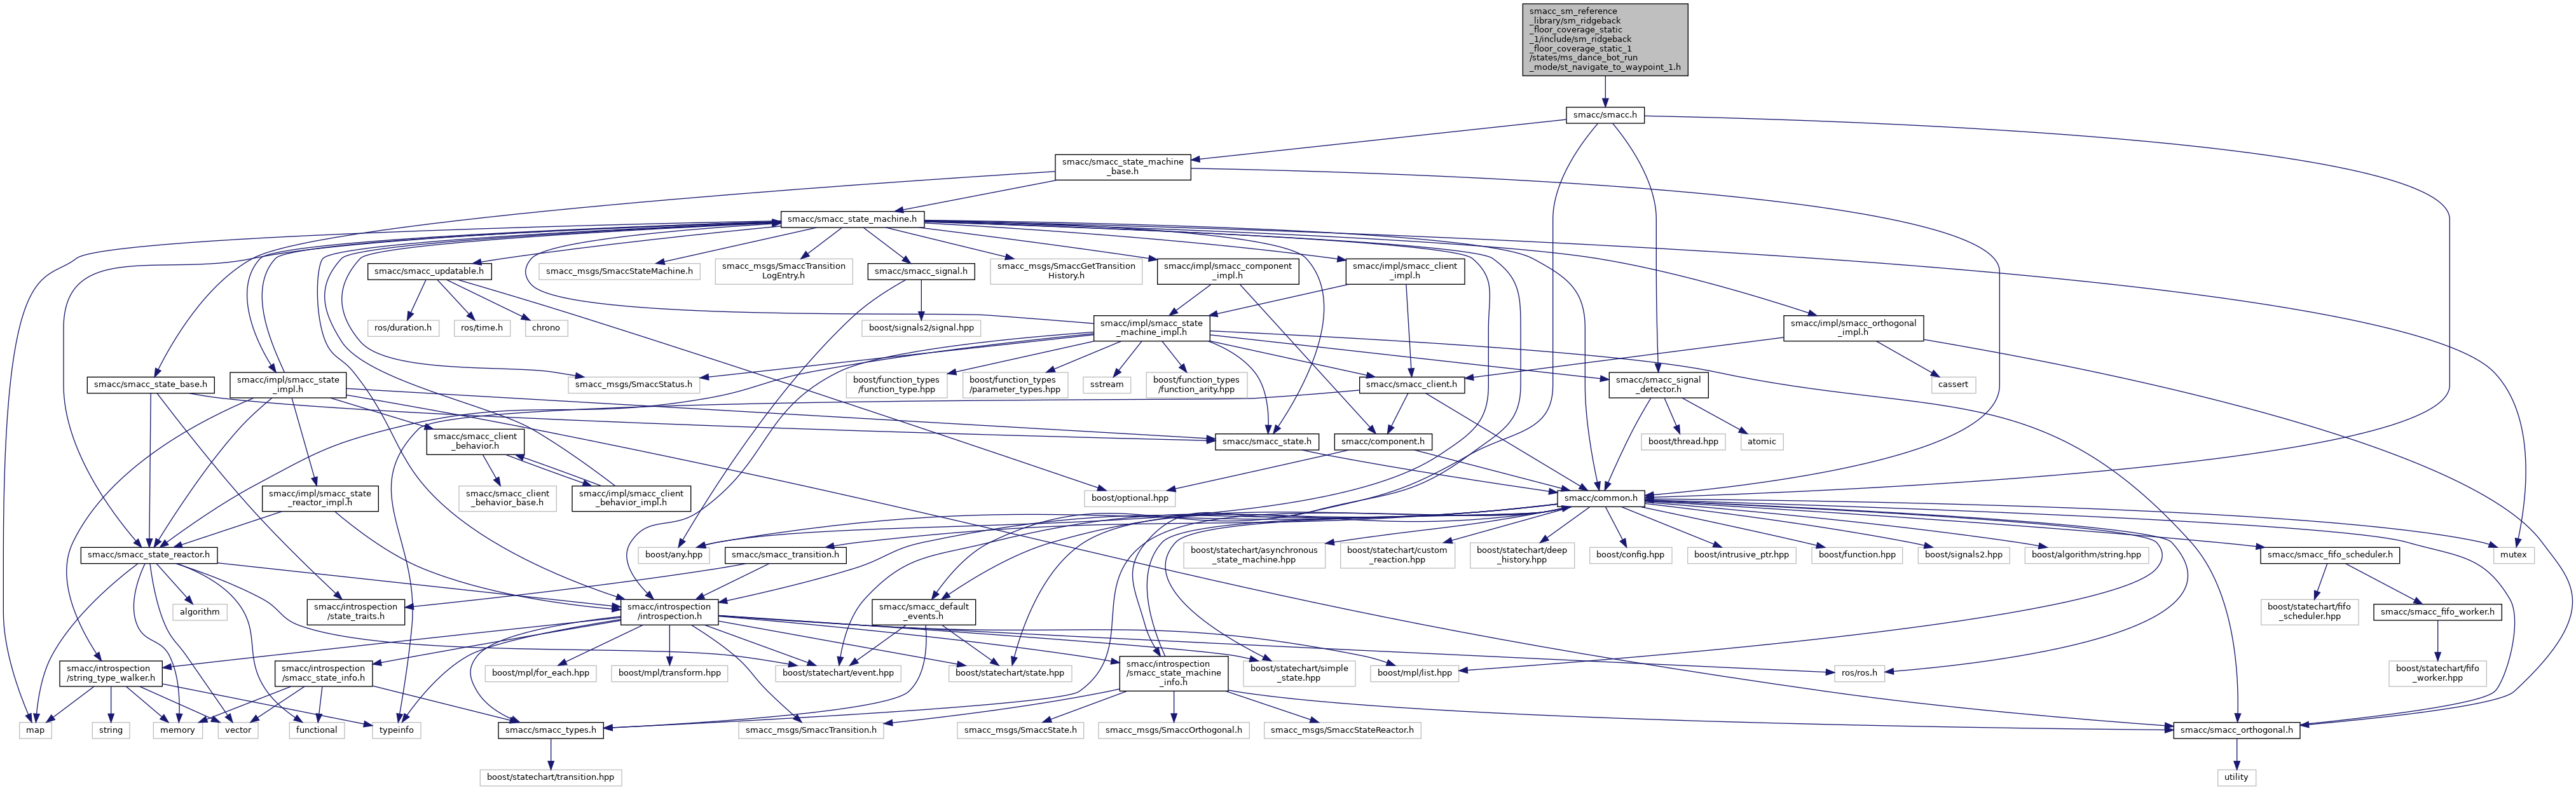 smacc_sm_reference
_library/sm_ridgeback
_floor_coverage_static
_1/include/sm_ridgeback
_floor_coverage_static_1
/states/ms_dance_bot_run
_mode/st_navigate_to_waypoint_1.h
smacc/smacc.h
smacc/smacc_state_machine
_base.h
smacc/smacc_state_machine.h
smacc/smacc_updatable.h
smacc_msgs/SmaccStateMachine.h
smacc_msgs/SmaccTransition
LogEntry.h
smacc/smacc_signal.h
smacc_msgs/SmaccGetTransition
History.h
smacc/impl/smacc_component
_impl.h
smacc/impl/smacc_client
_impl.h
ros/duration.h
ros/time.h
chrono
boost/signals2/signal.hpp
smacc/impl/smacc_state
_machine_impl.h
smacc/impl/smacc_orthogonal
_impl.h
smacc/smacc_state_base.h
smacc/impl/smacc_state
_impl.h
smacc_msgs/SmaccStatus.h
boost/function_types
/function_type.hpp
boost/function_types
/parameter_types.hpp
sstream
boost/function_types
/function_arity.hpp
smacc/smacc_client.h
smacc/smacc_signal
_detector.h
cassert
smacc/smacc_client
_behavior.h
smacc/smacc_state.h
smacc/component.h
boost/thread.hpp
atomic
smacc/impl/smacc_state
_reactor_impl.h
smacc/smacc_client
_behavior_base.h
smacc/impl/smacc_client
_behavior_impl.h
boost/optional.hpp
smacc/common.h
smacc/smacc_state_reactor.h
boost/any.hpp
smacc/smacc_transition.h
boost/statechart/asynchronous
_state_machine.hpp
boost/statechart/custom
_reaction.hpp
boost/statechart/deep
_history.hpp
boost/config.hpp
boost/intrusive_ptr.hpp
boost/function.hpp
boost/signals2.hpp
boost/algorithm/string.hpp
smacc/smacc_fifo_scheduler.h
mutex
algorithm
smacc/introspection
/state_traits.h
smacc/introspection
/introspection.h
smacc/smacc_default
_events.h
boost/statechart/fifo
_scheduler.hpp
smacc/smacc_fifo_worker.h
smacc/introspection
/string_type_walker.h
smacc/introspection
/smacc_state_info.h
boost/mpl/for_each.hpp
boost/mpl/transform.hpp
boost/statechart/event.hpp
boost/statechart/state.hpp
smacc/introspection
/smacc_state_machine
_info.h
boost/statechart/simple
_state.hpp
boost/mpl/list.hpp
ros/ros.h
boost/statechart/fifo
_worker.hpp
map
string
memory
vector
functional
typeinfo
smacc/smacc_types.h
smacc_msgs/SmaccTransition.h
smacc_msgs/SmaccState.h
smacc_msgs/SmaccOrthogonal.h
smacc_msgs/SmaccStateReactor.h
smacc/smacc_orthogonal.h
boost/statechart/transition.hpp
utility